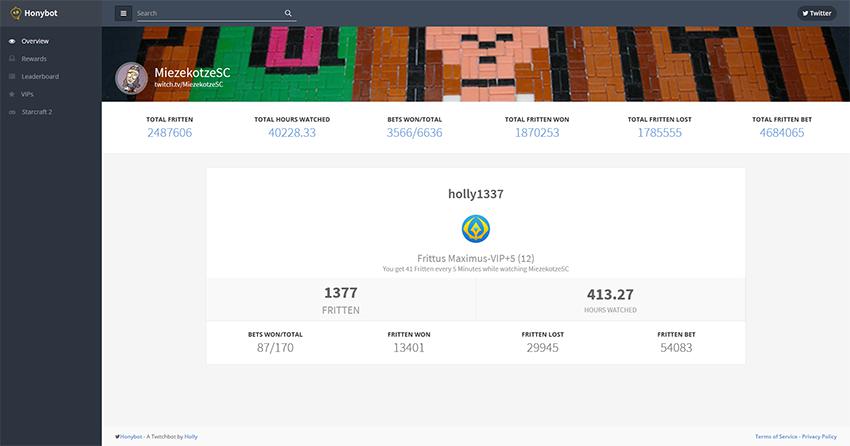 Honybot
Search
Twitter
Overview
Rewards
Leaderboard
VIPs
Starcraft 2
MiezekotzeSC
twitch.tv/MiezekotzeSC
TOTAL FRITTEN TOTAL HOURS WATCHED BETS WON/TOTAL TOTAL FRITTEN WON TOTAL FRITTEN LOST TOTAL FRITTEN BET
2487606 40228.33 3566/6636 1870253 1785555 4684065
holly1337
Frittus Maximus-VIP+5 (12)
You get 41 Fritten every 5 Minutes while watching MiezekotzeSC
1377 413.27
FRITTEN HOURS WATCHED
BETS WON/TOTAL FRITTEN WON FRITTEN LOST FRITTEN BET
87/170 13401 29945 54083
Honybot - A Twitchbot by Holly
Terms of Service - Privacy Policy